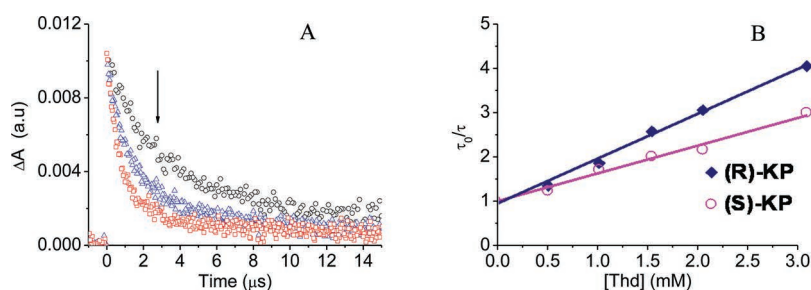 A
0.012
0.008
0.004
0.000
ΔA (a.u)
0 2 4 6 8 10 12 14
Time (μs)
B
6
5
4
3
2
1
0
τ0/τ
(R)-KP
(S)-KP
0.0 0.5 1.0 1.5 2.0 2.5 3.0
[Thd] (mM)